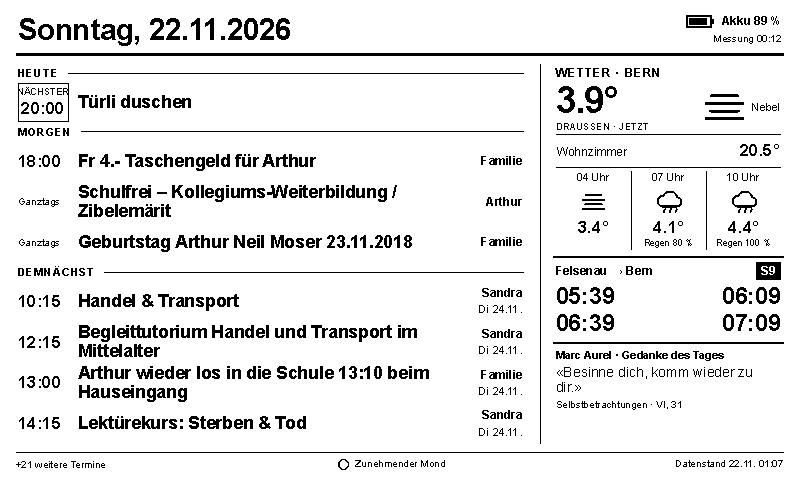 Sonntag, 22.11.2026
Akku 89 %
Messung 00:12
HEUTE
NÄCHSTER
20:00 Türli duschen
MORGEN
18:00 Fr 4.- Taschengeld für Arthur Familie
Ganztags Schulfrei – Kollegiums-Weiterbildung / Zibelemärit Arthur
Ganztags Geburtstag Arthur Neil Moser 23.11.2018 Familie
DEMNÄCHST
10:15 Handel & Transport Sandra
Di 24.11.
12:15 Begleittutorium Handel und Transport im Mittelalter Sandra
Di 24.11.
13:00 Arthur wieder los in die Schule 13:10 beim Hauseingang Familie
Di 24.11.
14:15 Lektürekurs: Sterben & Tod Sandra
Di 24.11.
WETTER · BERN
3.9°
Nebel
DRAUSSEN · JETZT
Wohnzimmer 20.5°
04 Uhr 07 Uhr 10 Uhr
3.4° 4.1° 4.4°
Regen 80 % Regen 100 %
Felsenau › Bern S9
05:39 06:09
06:39 07:09
Marc Aurel · Gedanke des Tages
«Besinne dich, komm wieder zu
dir.»
Selbstbetrachtungen · VI, 31
+21 weitere Termine
Zunehmender Mond
Datenstand 22.11. 01:07